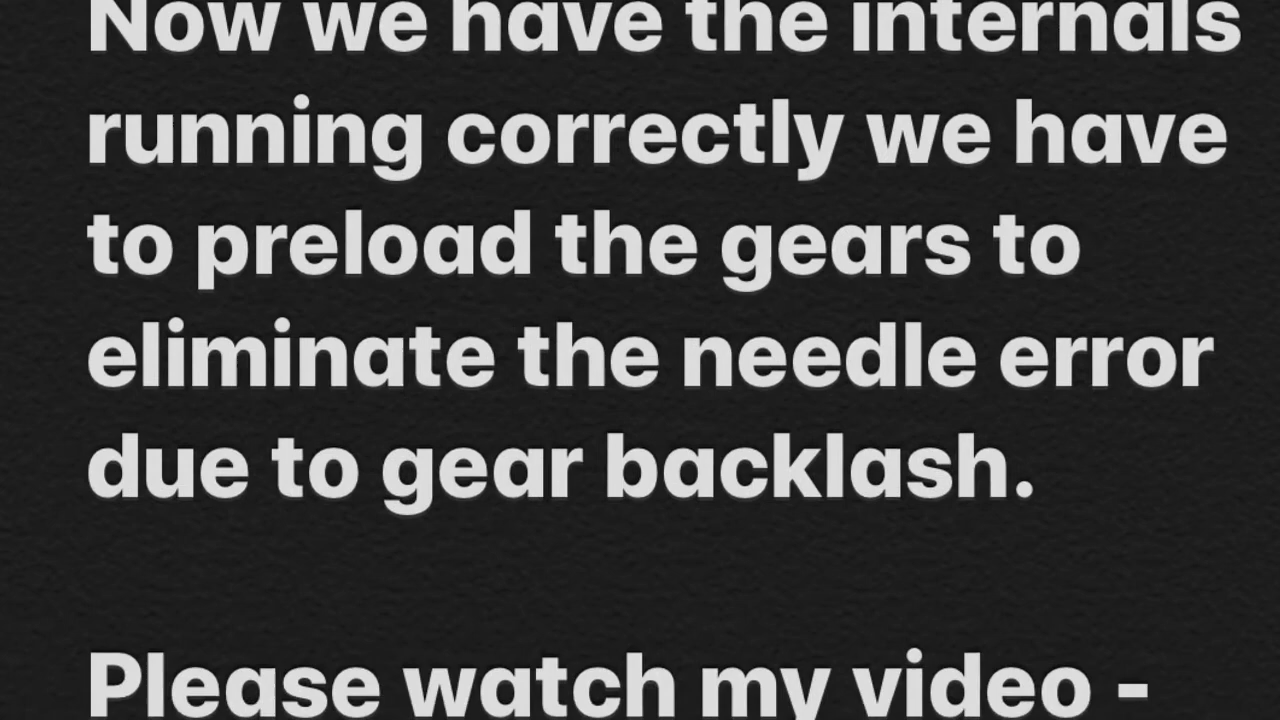 Now we have the internals
running correctly we have
to preload the gears to
eliminate the needle error
due to gear backlash.
Please watch my video -